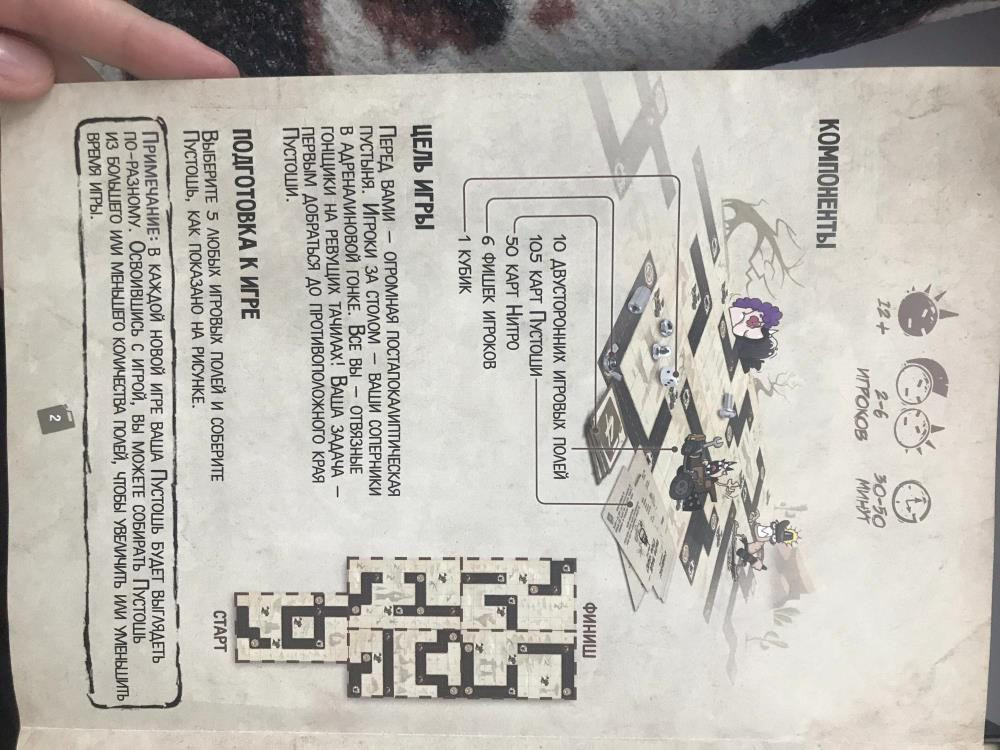 КОМПОНЕНТЫ
12+
2-6
ИГРОКОВ
30-50
МИНУТ
10 ДВУСТОРОННИХ ИГРОВЫХ ПОЛЕЙ
105 КАРТ ПУСТОШИ
50 КАРТ НИТРО
6 ФИШЕК ИГРОКОВ
1 КУБИК
ЦЕЛЬ ИГРЫ
ПЕРЕД ВАМИ – ОГРОМНАЯ ПОСТАПОКАЛИПТИЧЕСКАЯ
ПУСТЫНЯ. ИГРОКИ ЗА СТОЛОМ – ВАШИ СОПЕРНИКИ
В АДРЕНАЛИНОВОЙ ГОНКЕ. ВСЕ ВЫ – ОТВЯЗНЫЕ
ГОНЩИКИ НА РЕВУЩИХ ТАЧИЛАХ! ВАША ЗАДАЧА –
ПЕРВЫМ ДОБРАТЬСЯ ДО ПРОТИВОПОЛОЖНОГО КРАЯ
ПУСТОШИ.
ПОДГОТОВКА К ИГРЕ
ВЫБЕРИТЕ 5 ЛЮБЫХ ИГРОВЫХ ПОЛЕЙ И СОБЕРИТЕ
ПУСТОШЬ, КАК ПОКАЗАНО НА РИСУНКЕ.
ФИНИШ
СТАРТ
ПРИМЕЧАНИЕ: В КАЖДОЙ НОВОЙ ИГРЕ ВАША ПУСТОШЬ БУДЕТ ВЫГЛЯДЕТЬ
ПО-РАЗНОМУ. ОСВОИВШИСЬ С ИГРОЙ, ВЫ МОЖЕТЕ СОБИРАТЬ ПУСТОШЬ
ИЗ БОЛЬШЕГО ИЛИ МЕНЬШЕГО КОЛИЧЕСТВА ПОЛЕЙ, ЧТОБЫ УВЕЛИЧИТЬ ИЛИ УМЕНЬШИТЬ
ВРЕМЯ ИГРЫ.
2